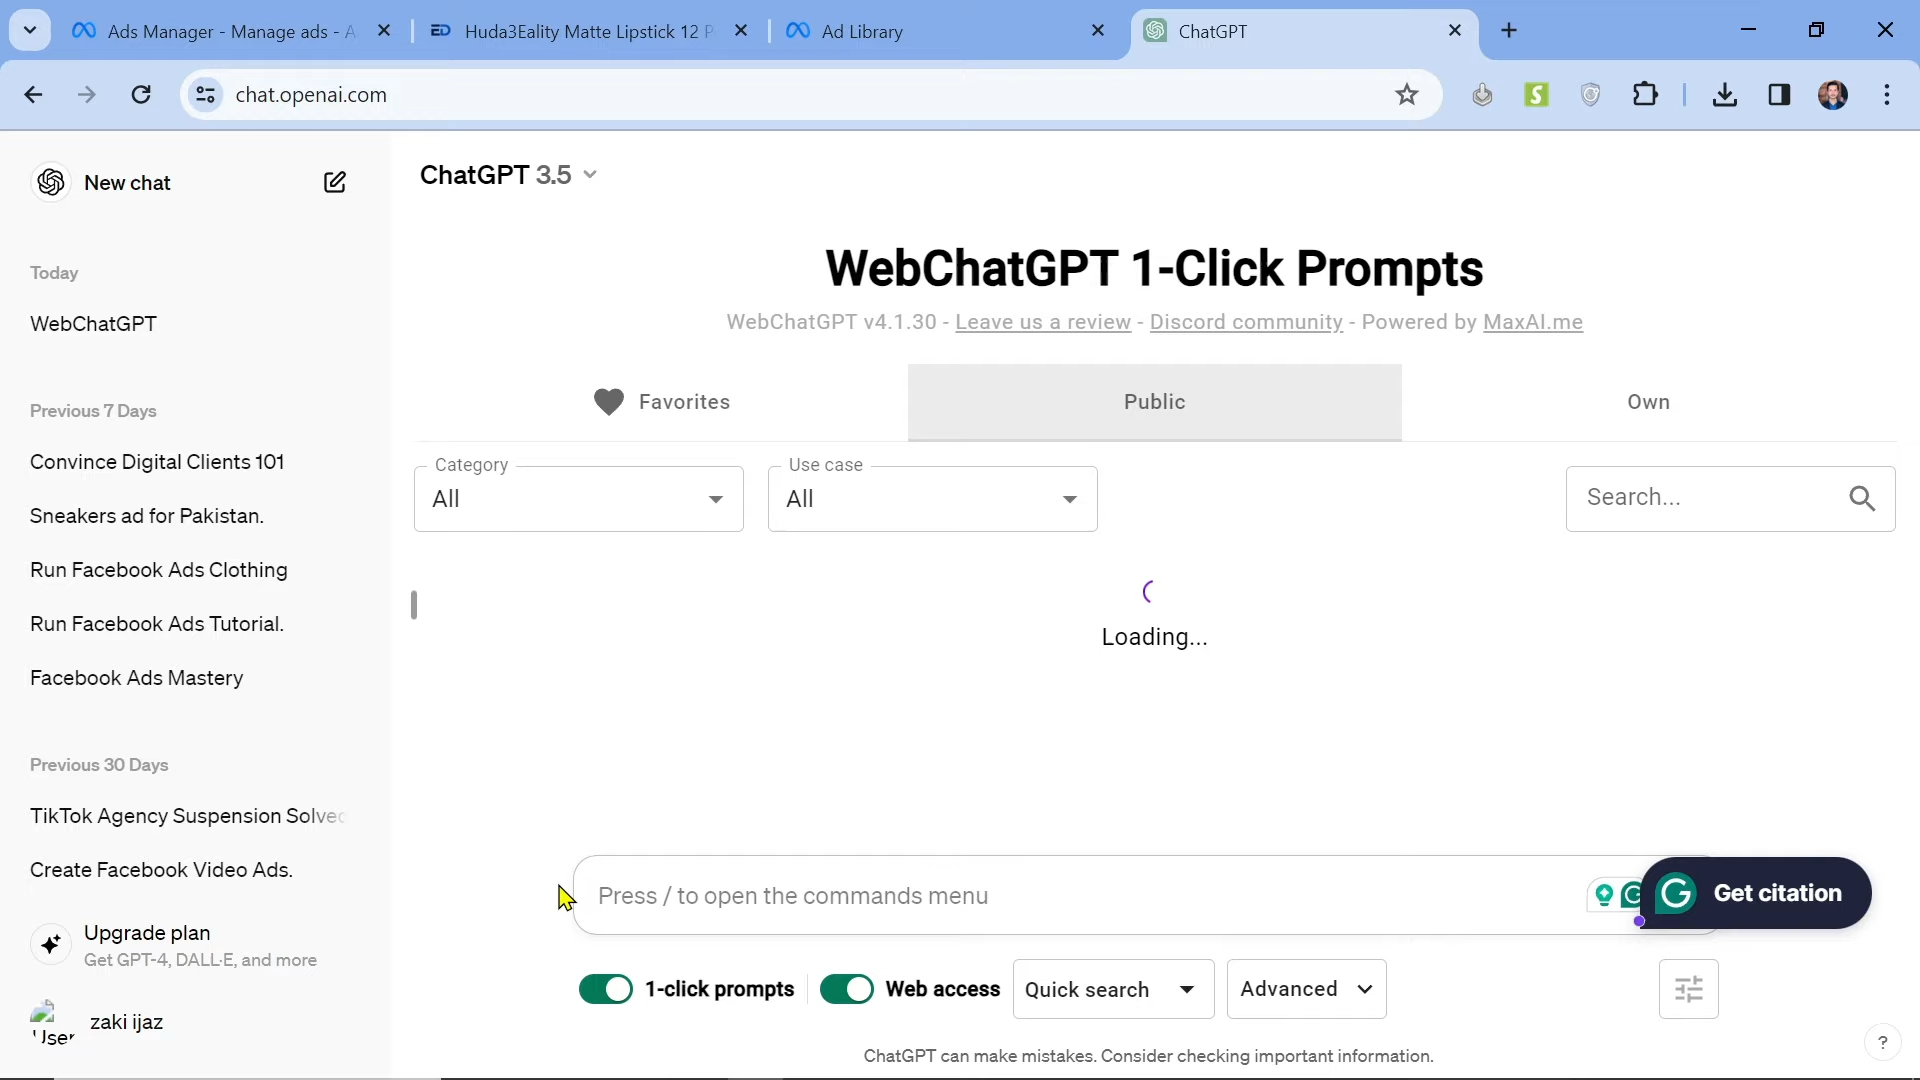 Ads Manager - Manage ads - A
Huda3Eality Matte Lipstick 12 P
Ad Library
ChatGPT
chat.openai.com
New chat
Today
WebChatGPT
Previous 7 Days
Convince Digital Clients 101
Sneakers ad for Pakistan.
Run Facebook Ads Clothing
Run Facebook Ads Tutorial.
Facebook Ads Mastery
Previous 30 Days
TikTok Agency Suspension Solved
Create Facebook Video Ads.
Upgrade plan
Get GPT-4, DALL·E, and more
User
zaki ijaz
ChatGPT 3.5
WebChatGPT 1-Click Prompts
WebChatGPT v4.1.30 - Leave us a review - Discord community - Powered by MaxAI.me
Favorites
Public
Own
Category
All
Use case
All
Search...
Loading...
Press / to open the commands menu
Get citation
1-click prompts
Web access
Quick search
Advanced
ChatGPT can make mistakes. Consider checking important information.
?